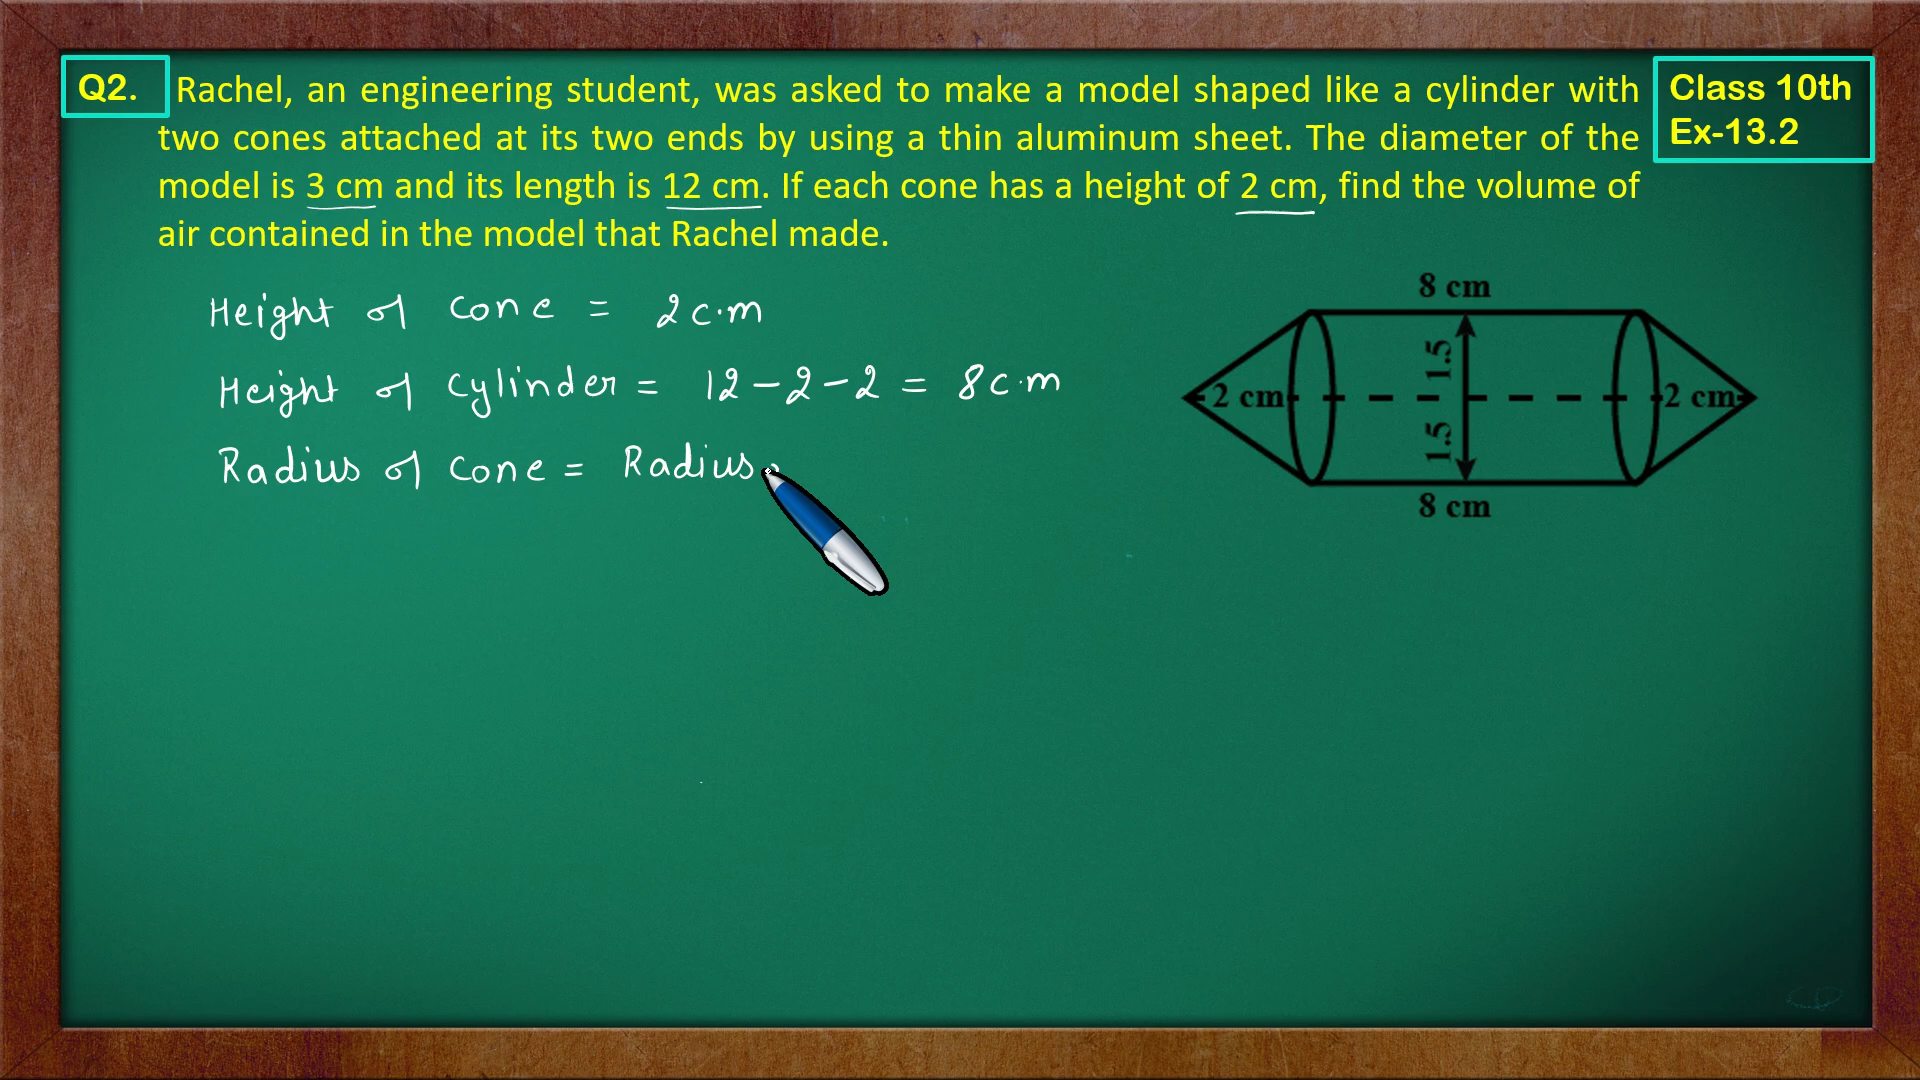 Q2. Rachel, an engineering student, was asked to make a model shaped like a cylinder with
two cones attached at its two ends by using a thin aluminum sheet. The diameter of the
model is 3 cm and its length is 12 cm. If each cone has a height of 2 cm, find the volume of
air contained in the model that Rachel made.
Class 10th
Ex-13.2
Height of Cone = 2 c.m
Height of Cylinder = 12 - 2 - 2 = 8 c.m
Radius of Cone = Radius
8 cm
1.5
2 cm
2 cm
1.5
8 cm